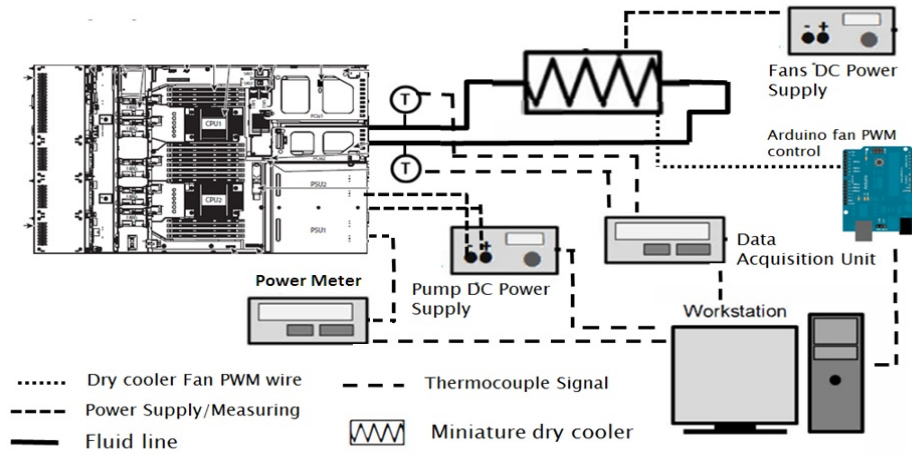 - +
Fans DC Power
Supply
Arduino fan PWM
control
T
T
CPU1
CPU2
PSU2
PSU1
Data
Acquisition Unit
- +
Pump DC Power
Supply
Power Meter
Workstation
Dry cooler Fan PWM wire
Thermocouple Signal
Power Supply/Measuring
Fluid line
Miniature dry cooler